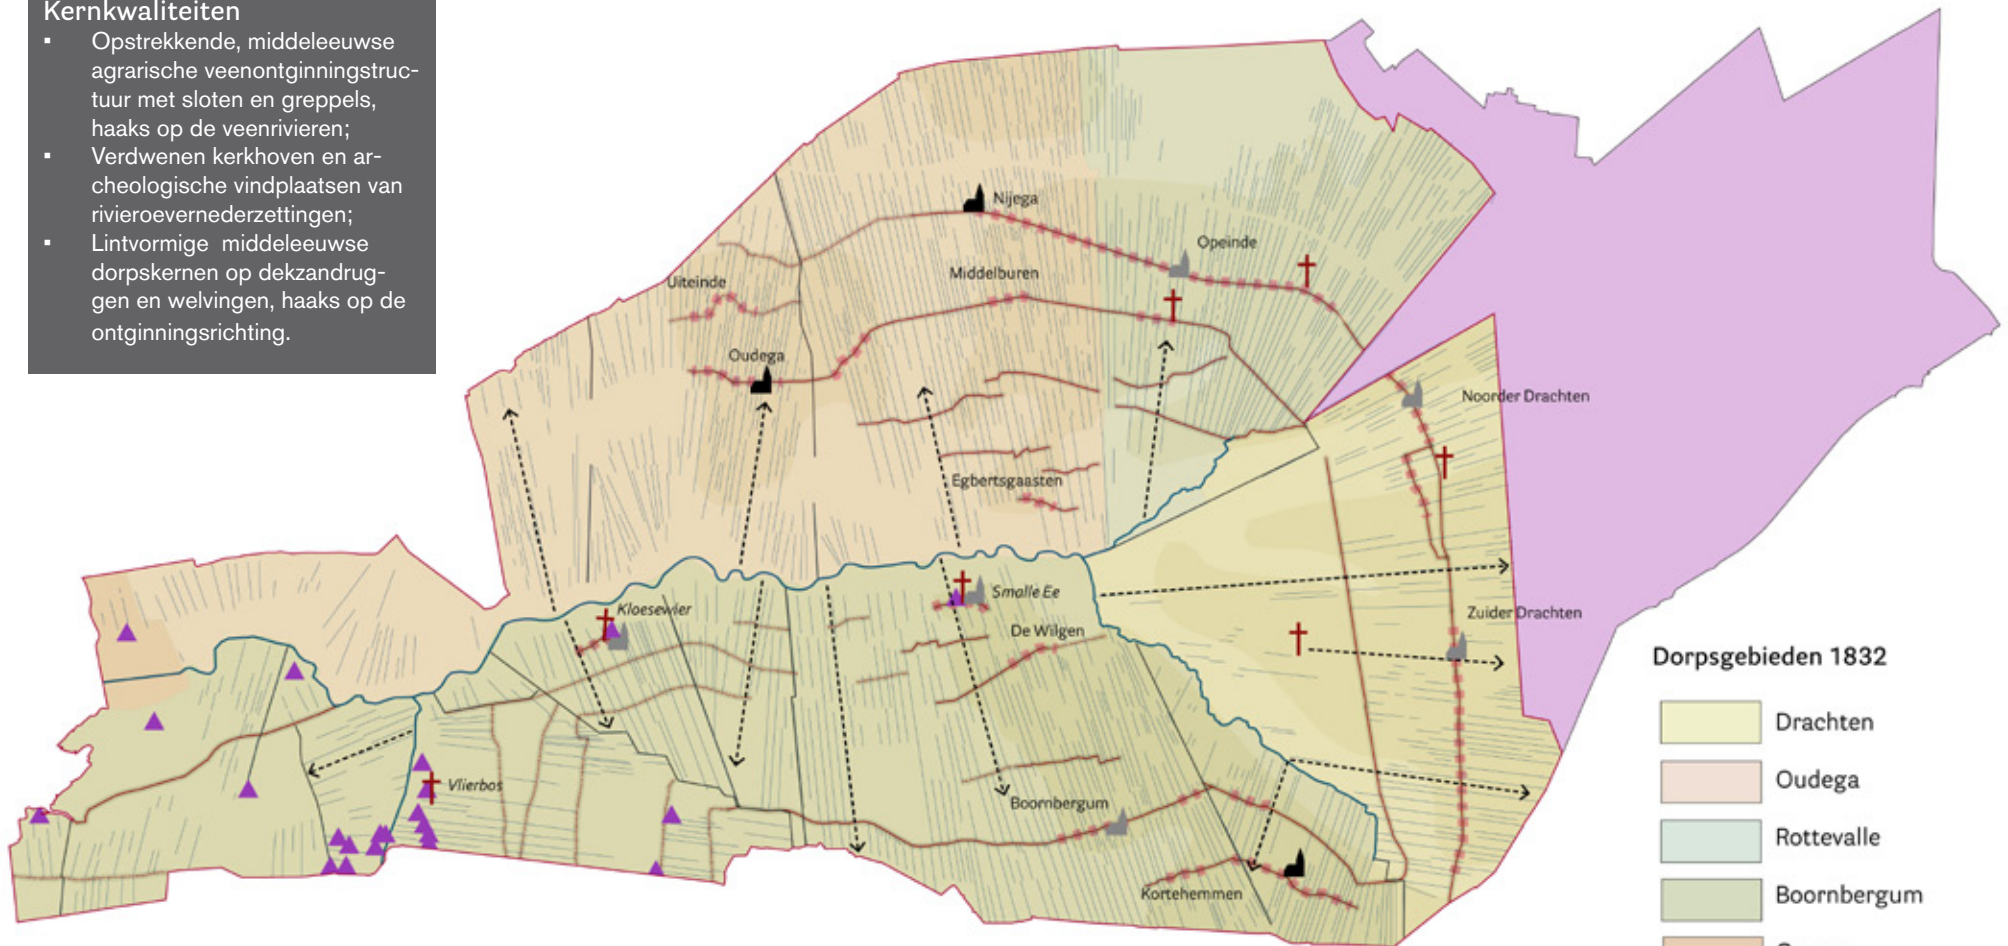 Kernkwaliteiten
▪ Opstrekkende, middeleeuwse
agrarische veenontginningstruc-
tuur met sloten en greppels,
haaks op de veenrivieren;
▪ Verdwenen kerkhoven en ar-
cheologische vindplaatsen van
rivieroevernederzettingen;
▪ Lintvormige middeleeuwse
dorpskernen op dekzandrug-
gen en welvingen, haaks op de
ontginningsrichting.
Nijega
Opeinde
Middelburen
Uiteinde
Oudega
Noorder Drachten
Egbertsgaasten
Smalle Ee
Kloesewier
De Wilgen
Zuider Drachten
Vlierbos
Boornbergum
Kortehemmen
Dorpsgebieden 1832
Drachten
Oudega
Rottevalle
Boornbergum